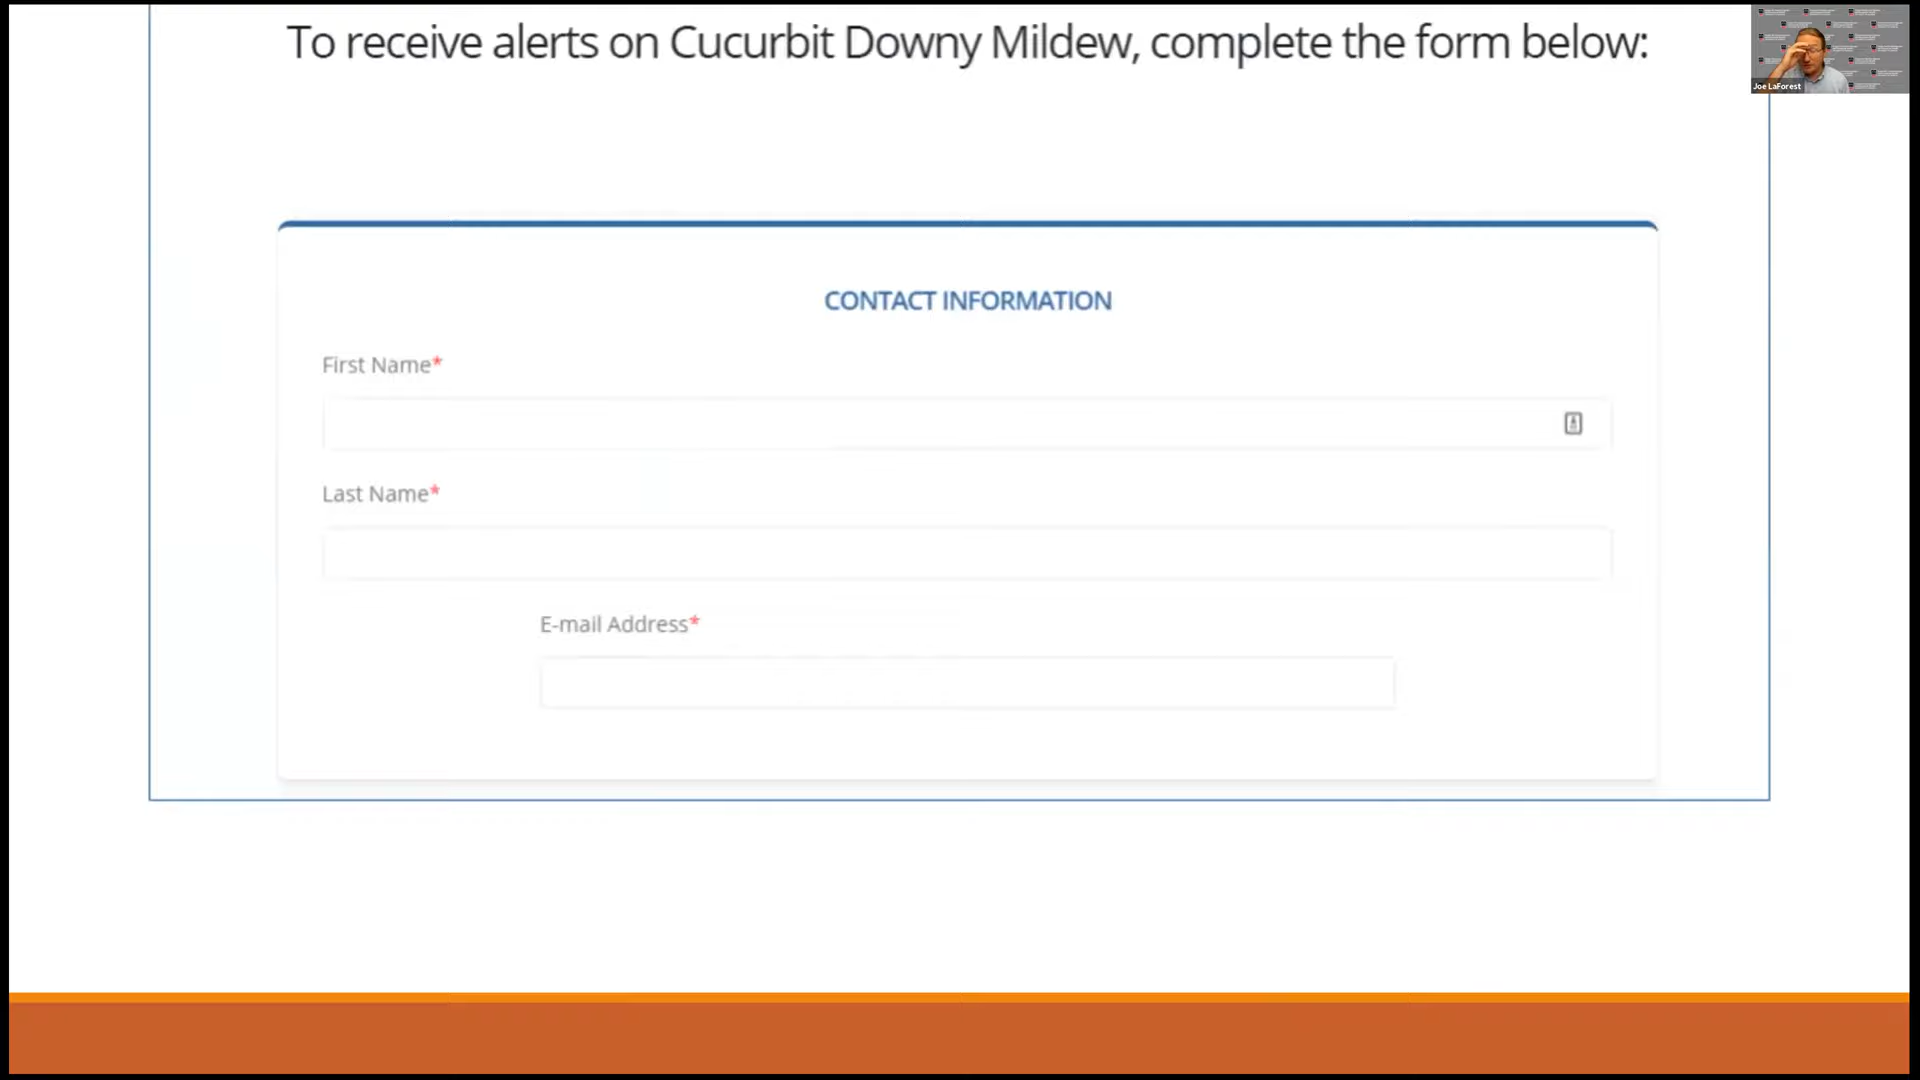 To receive alerts on Cucurbit Downy Mildew, complete the form below:
Joe LaForest
CONTACT INFORMATION
First Name*
Last Name*
E-mail Address*